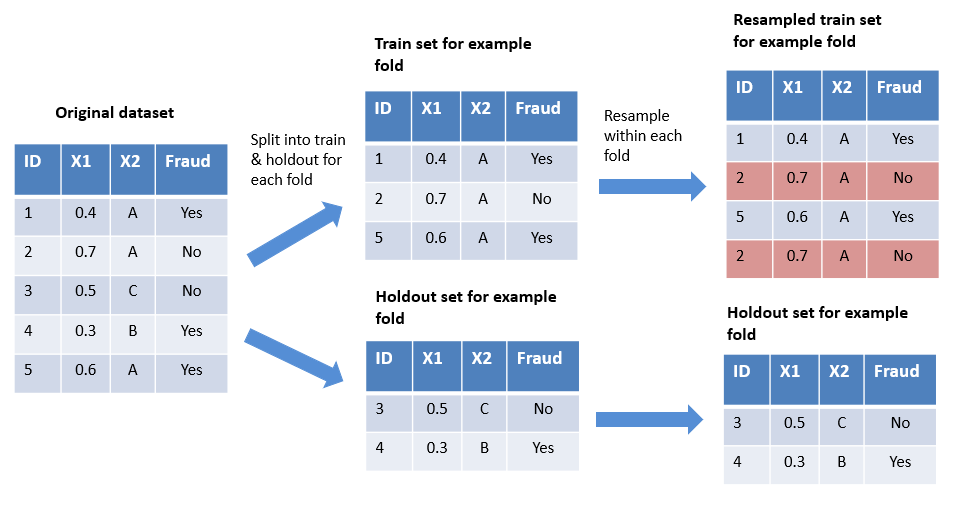 Original dataset
ID X1 X2 Fraud
1 0.4 A Yes
2 0.7 A No
3 0.5 C No
4 0.3 B Yes
5 0.6 A Yes
Split into train
& holdout for
each fold
Train set for example
fold
ID X1 X2 Fraud
1 0.4 A Yes
2 0.7 A No
5 0.6 A Yes
Holdout set for example
fold
ID X1 X2 Fraud
3 0.5 C No
4 0.3 B Yes
Resample
within each
fold
Resampled train set
for example fold
ID X1 X2 Fraud
1 0.4 A Yes
2 0.7 A No
5 0.6 A Yes
2 0.7 A No
Holdout set for example
fold
ID X1 X2 Fraud
3 0.5 C No
4 0.3 B Yes